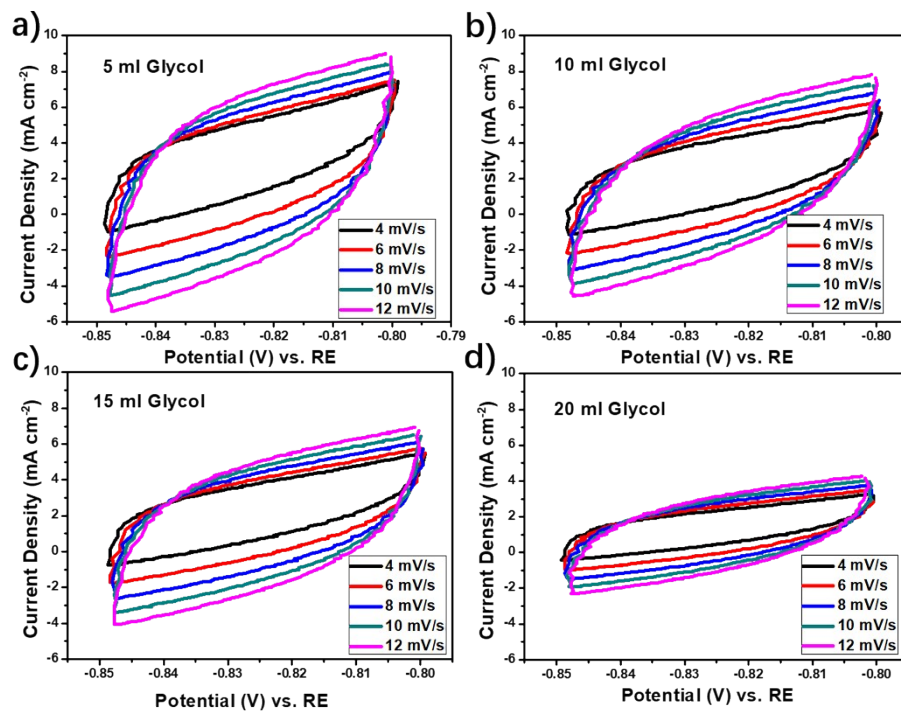 a)
5 ml Glycol
Current Density (mA cm-2)
10
8
6
4
2
0
-2
-4
-6
-0.85 -0.84 -0.83 -0.82 -0.81 -0.80 -0.79
Potential (V) vs. RE
4 mV/s
6 mV/s
8 mV/s
10 mV/s
12 mV/s
b)
10 ml Glycol
Current Density (mA cm-2)
10
8
6
4
2
0
-2
-4
-6
-0.85 -0.84 -0.83 -0.82 -0.81 -0.80
Potential (V) vs. RE
4 mV/s
6 mV/s
8 mV/s
10 mV/s
12 mV/s
c)
15 ml Glycol
Current Density (mA cm-2)
10
8
6
4
2
0
-2
-4
-6
-0.85 -0.84 -0.83 -0.82 -0.81 -0.80
Potential (V) vs. RE
4 mV/s
6 mV/s
8 mV/s
10 mV/s
12 mV/s
d)
20 ml Glycol
Current Density (mA cm-2)
10
8
6
4
2
0
-2
-4
-6
-0.85 -0.84 -0.83 -0.82 -0.81 -0.80
Potential (V) vs. RE
4 mV/s
6 mV/s
8 mV/s
10 mV/s
12 mV/s